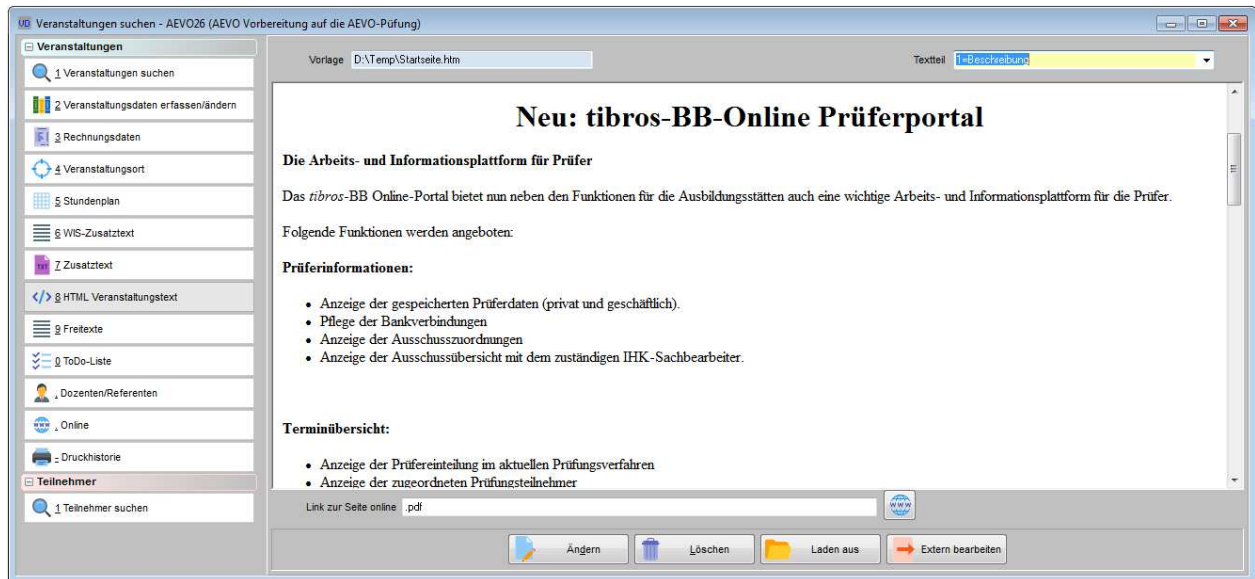 Veranstaltungen suchen - AEVO26 (AEVO Vorbereitung auf die AEVO-Püfung)
Veranstaltungen
1 Veranstaltungen suchen
2 Veranstaltungsdaten erfassen/ändern
3 Rechnungsdaten
4 Veranstaltungsort
5 Stundenplan
6 WIS-Zusatztext
7 Zusatztext
8 HTML Veranstaltungstext
9 Freitexte
0 ToDo-Liste
Dozenten/Referenten
Online
- Druckhistorie
Teilnehmer
1 Teilnehmer suchen
Vorlage D:\Temp\Startseite.htm
Textteil 1=Beschreibung
Neu: tibros-BB-Online Prüferportal
Die Arbeits- und Informationsplattform für Prüfer
Das tibros-BB Online-Portal bietet nun neben den Funktionen für die Ausbildungsstätten auch eine wichtige Arbeits- und Informationsplattform für die Prüfer.
Folgende Funktionen werden angeboten:
Prüferinformationen:
• Anzeige der gespeicherten Prüferdaten (privat und geschäftlich).
• Pflege der Bankverbindungen
• Anzeige der Ausschusszuordnungen
• Anzeige der Ausschussübersicht mit dem zuständigen IHK-Sachbearbeiter.
Terminübersicht:
• Anzeige der Prüfereinteilung im aktuellen Prüfungsverfahren
• Anzeige der zugeordneten Prüfungsteilnehmer
Link zur Seite online .pdf
www
Ändern
Löschen
Laden aus
Extern bearbeiten